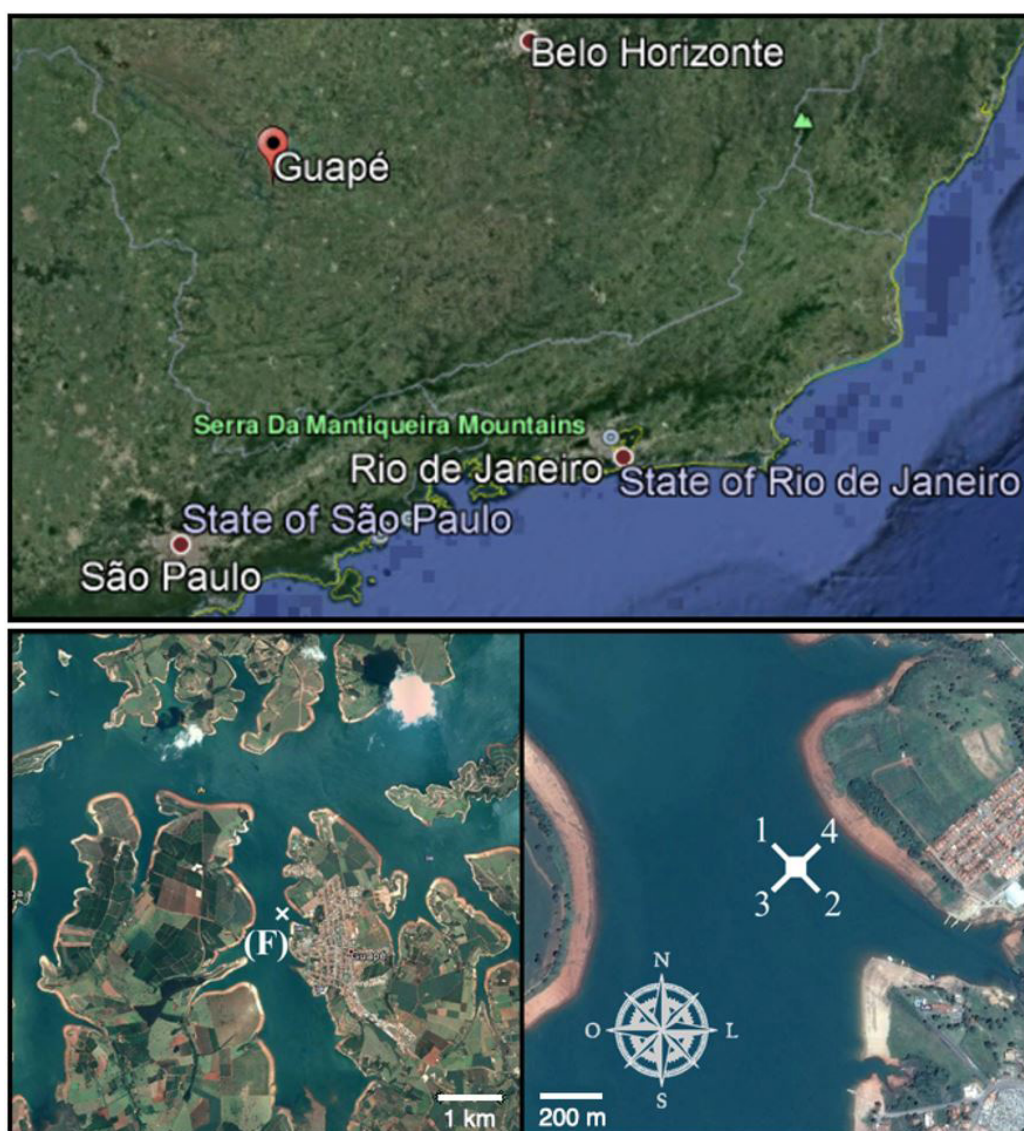 Belo Horizonte
Guapé
Serra Da Mantiqueira Mountains
Rio de Janeiro
State of Rio de Janeiro
State of São Paulo
São Paulo
(F)
Guapé
1 km
1 4
3 2
N
O L
S
200 m